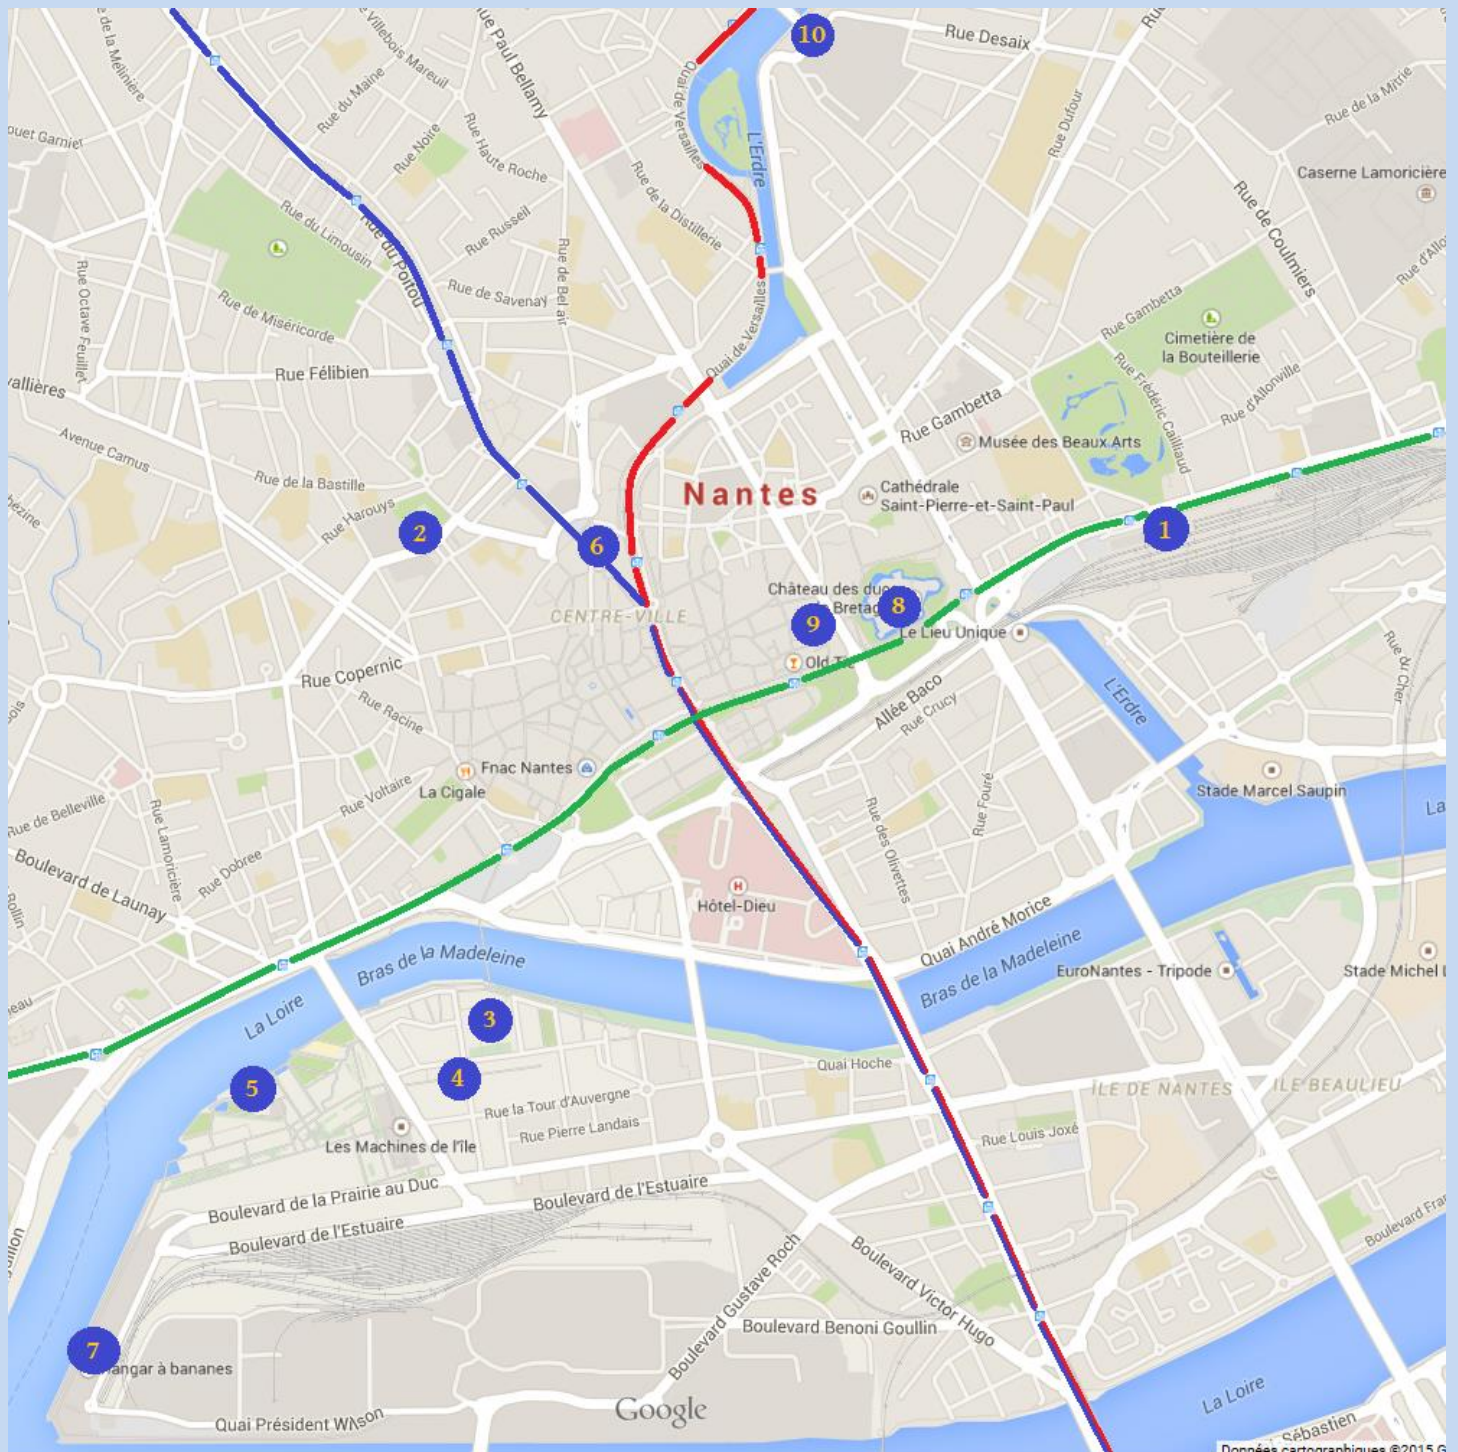 Rue Paul Bellamy
Rue Villebois Mareuil
Rue de la Mélinière
10
Rue Desaix
Rue du Maine
Quai de Versailles
Rue Dufour
Rue de la Mitrie
Rue Noire
Rue Haute Roche
L'Erdre
Caserne Lamoricière
Rue du Limousin
Rue Russeil
Rue de la Distillerie
Rue de Coulmiers
Rue du Poitou
Rue de Bel air
Rue Octave Feuillet
Rue de Savenay
Rue de Miséricorde
Quai de Versailles
Rue Gambetta
Cimetière de
la Bouteillerie
Rue Félibien
Rue Frédéric Cailliaud
Rue d'Allonville
Rue Gambetta
Avenue Camus
Musée des Beaux Arts
Rue de la Bastille
Nantes
Cathédrale
Saint-Pierre-et-Saint-Paul
Rue Harouys
2
6
1
Château des duc
8
9
CENTRE-VILLE
Le Lieu Unique
Rue Copernic
Rue du Cher
Rue Racine
Allée Baco
Rue Crucy
L'Erdre
Fnac Nantes
La Cigale
Stade Marcel Saupin
Rue Voltaire
Rue de Belleville
Rue Lamoricière
Rue des Olivettes
Rue Fouré
Rue Dobree
Boulevard de Launay
Hôtel-Dieu
Quai André Morice
Bras de la Madeleine
Bras de la Madeleine
EuroNantes - Tripode
Stade Michel
La Loire
3
4
5
Quai Hoche
ÎLE DE NANTES
ILE BEAULIEU
Rue la Tour d'Auvergne
Rue Pierre Landais
Rue Louis Joxé
Les Machines de l'île
Boulevard de la Prairie au Duc
Boulevard de l'Estuaire
Boulevard de l'Estuaire
Boulevard Gustave Roch
Boulevard Victor Hugo
Boulevard Benoni Goullin
7
angar à bananes
Quai Président Wilson
Google
La Loire
Sébastien
Données cartographiques ©2015 G